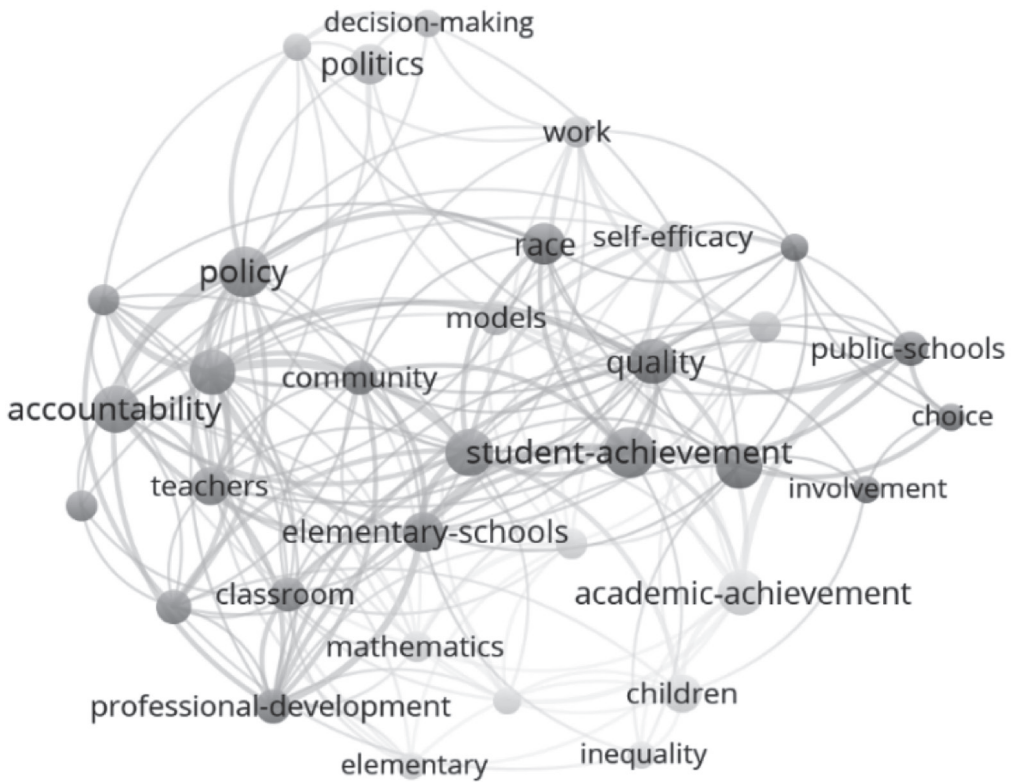 decision-making
politics
work
race
self-efficacy
policy
models
public-schools
quality
community
accountability
choice
student-achievement
teachers
involvement
elementary-schools
classroom
academic-achievement
mathematics
children
professional-development
inequality
elementary